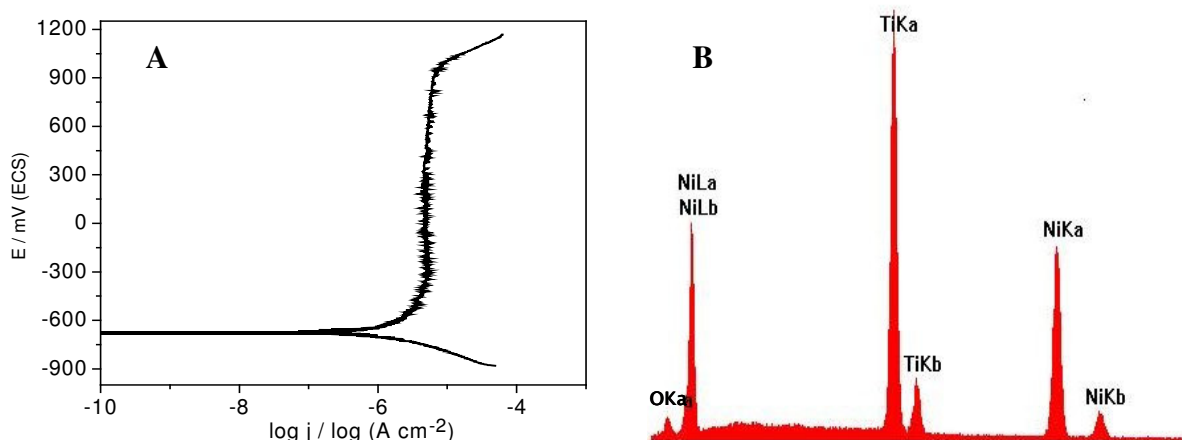 A
1200
900
600
300
0
-300
-600
-900
E / mV (ECS)
-10
-8
-6
-4
log j / log (A cm-2)
B
TiKa
NiLa
NiLb
NiKa
TiKb
OKa
NiKb